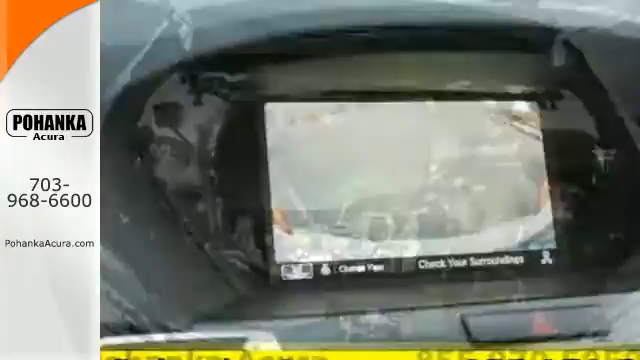 POHANKA
Acura
703-
968-6600
PohankaAcura.com
Change View
Check Your Surroundings